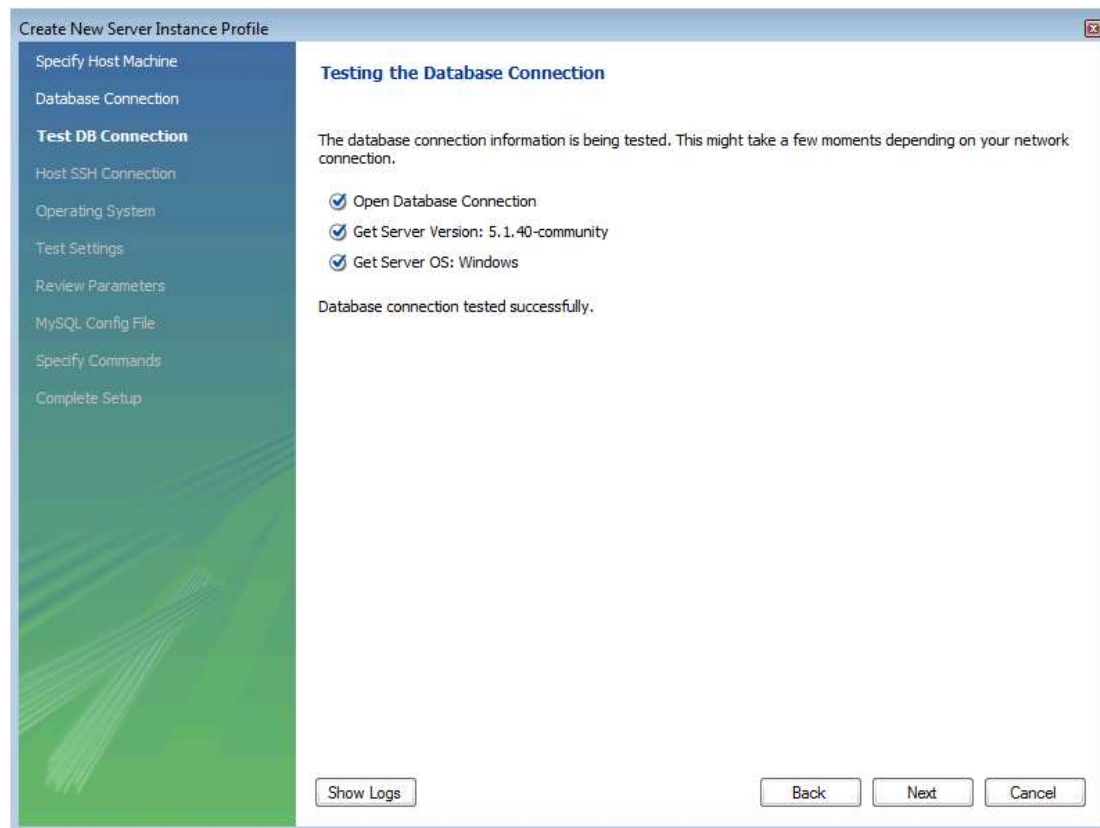 Create New Server Instance Profile
Specify Host Machine
Database Connection
Test DB Connection
Host SSH Connection
Operating System
Test Settings
Review Parameters
MySQL Config File
Specify Commands
Complete Setup
Testing the Database Connection
The database connection information is being tested. This might take a few moments depending on your network
connection.
Open Database Connection
Get Server Version: 5.1.40-community
Get Server OS: Windows
Database connection tested successfully.
Show Logs
Back
Next
Cancel